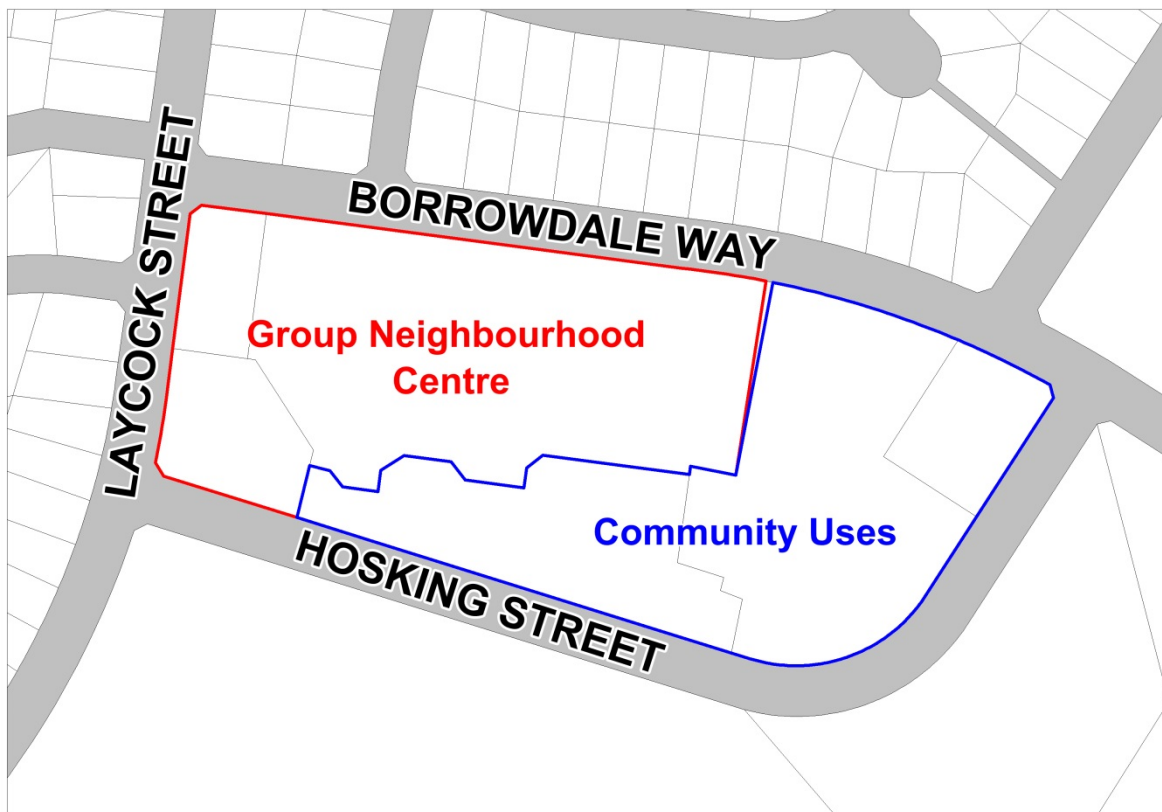 BORROWDALE WAY
LAYCOCK STREET
Group Neighbourhood
Centre
Community Uses
HOSKING STREET